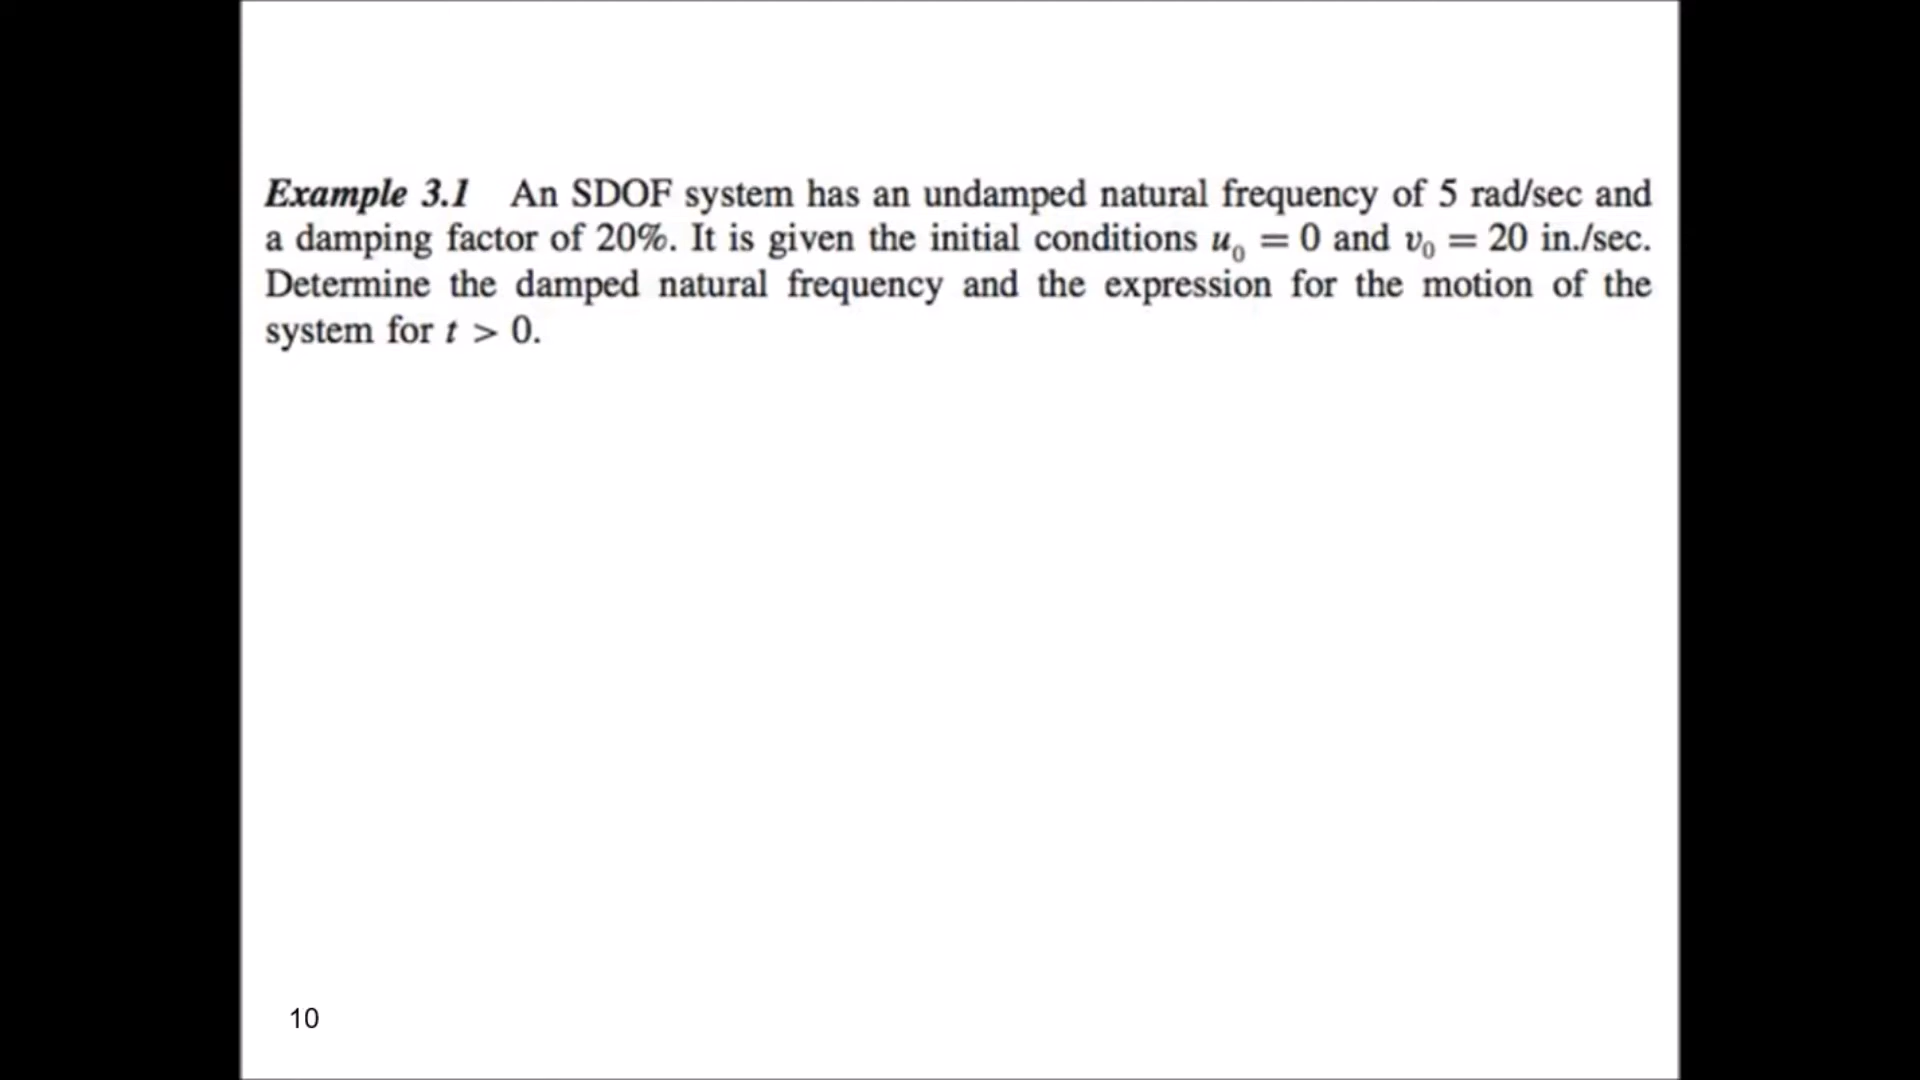 Example 3.1 An SDOF system has an undamped natural frequency of 5 rad/sec and
a damping factor of 20%. It is given the initial conditions u₀ = 0 and v₀ = 20 in./sec.
Determine the damped natural frequency and the expression for the motion of the
system for t > 0.
10